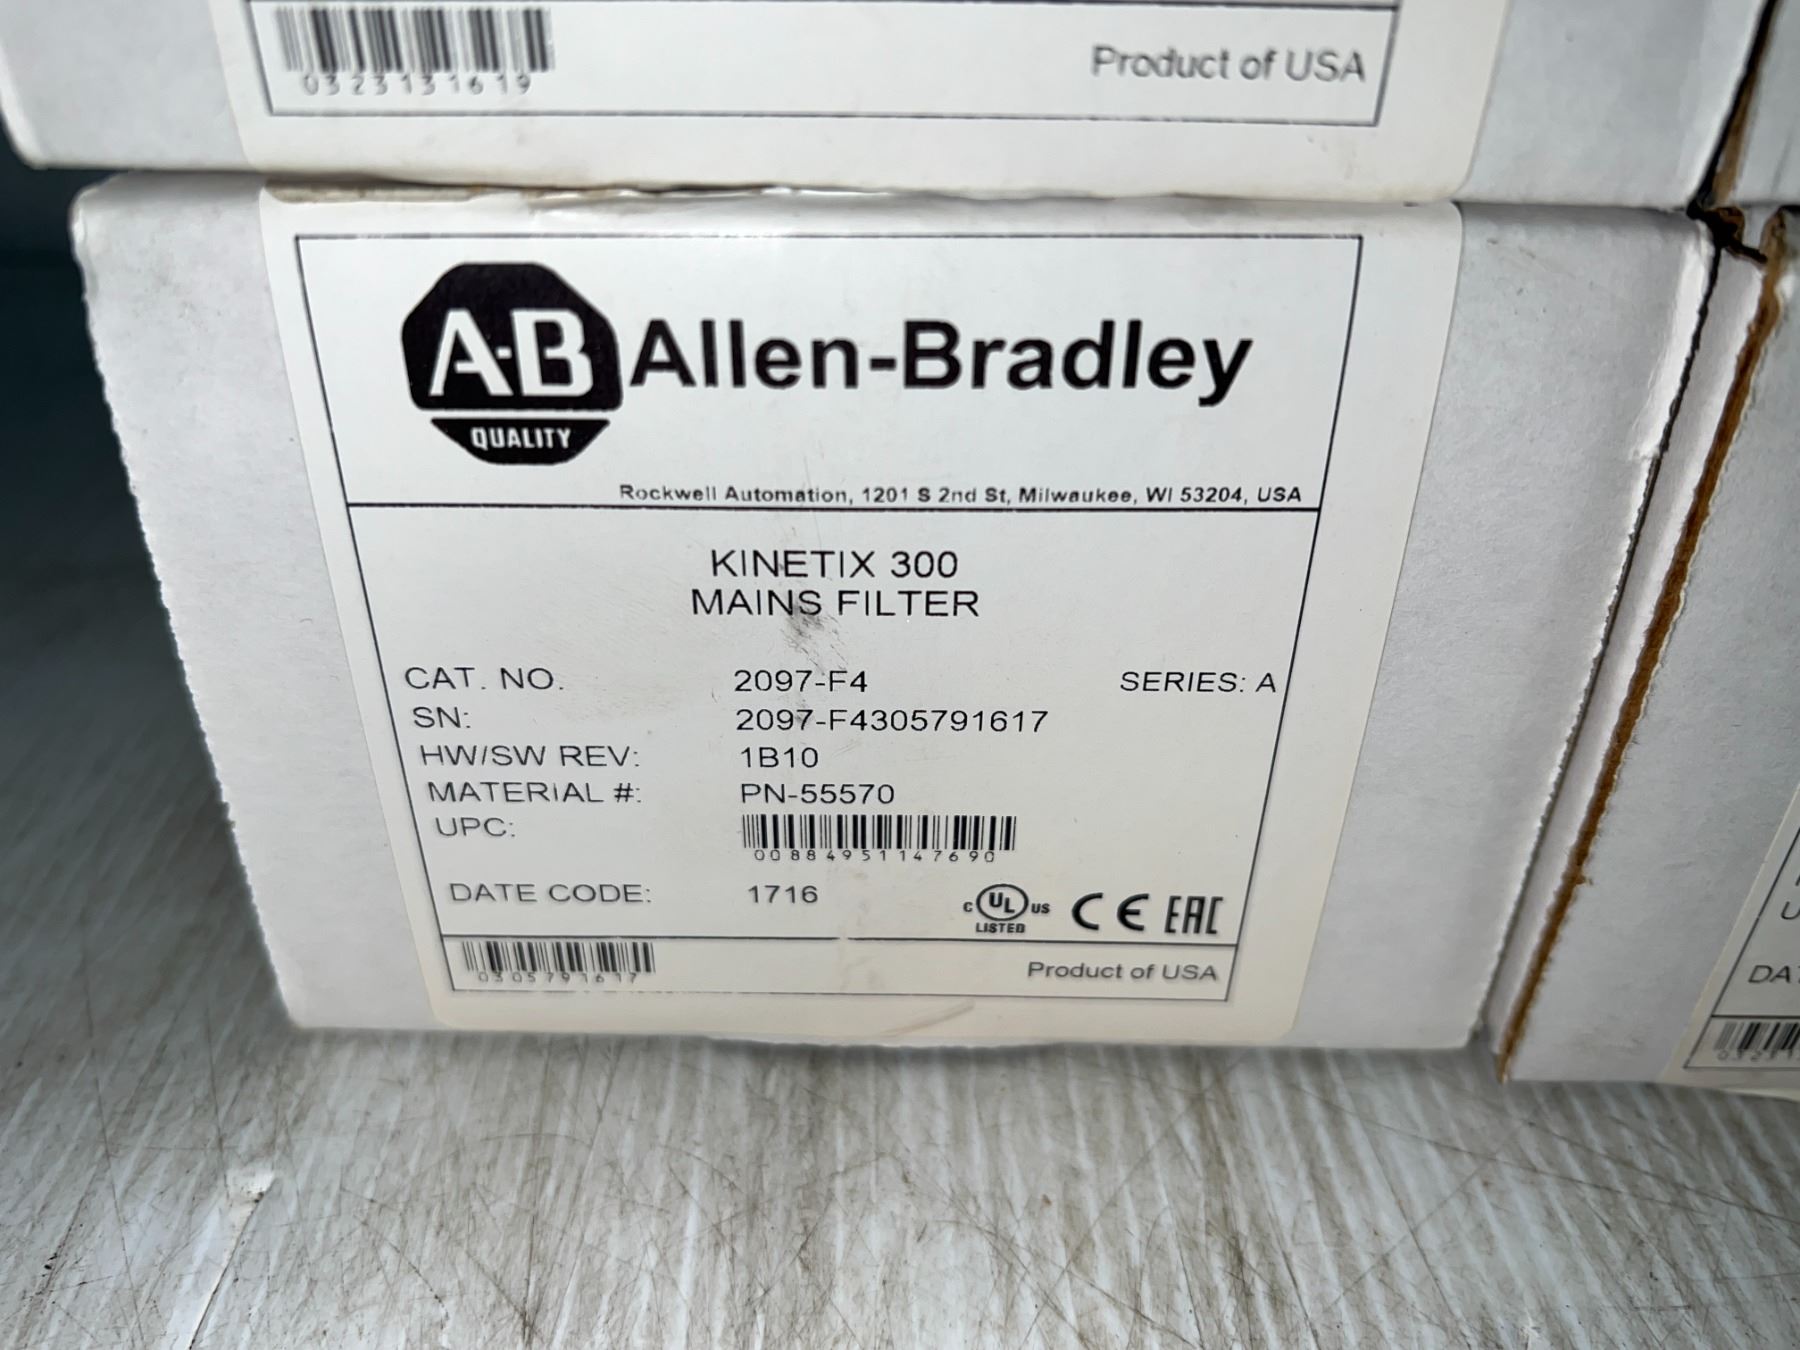 0323131619
Product of USA
A-B
QUALITY
Allen-Bradley
Rockwell Automation, 1201 S 2nd St, Milwaukee, WI 53204, USA
KINETIX 300
MAINS FILTER
CAT. NO. 2097-F4 SERIES: A
SN: 2097-F4305791617
HW/SW REV: 1B10
MATERIAL #: PN-55570
UPC:
00884951147690
DATE CODE: 1716
C UL US
LISTED
CE EAC
0305791617
Product of USA
U
DA